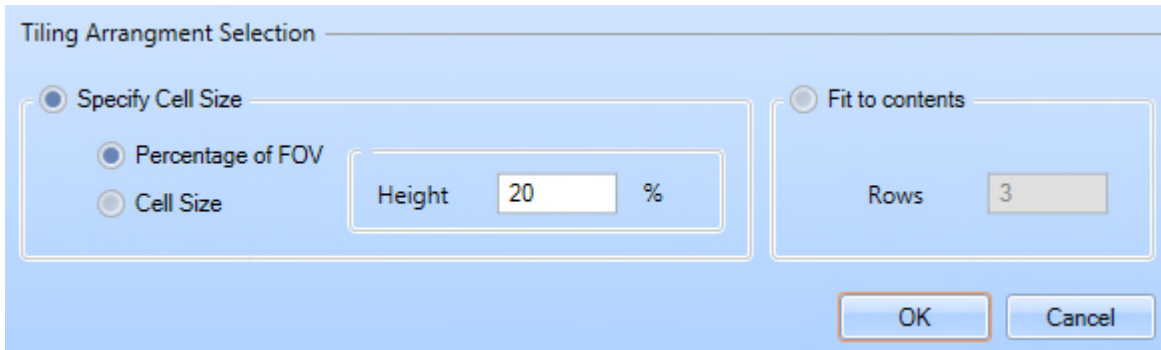 Tiling Arrangment Selection
Specify Cell Size
Percentage of FOV
Cell Size
Height 20 %
Fit to contents
Rows 3
OK Cancel